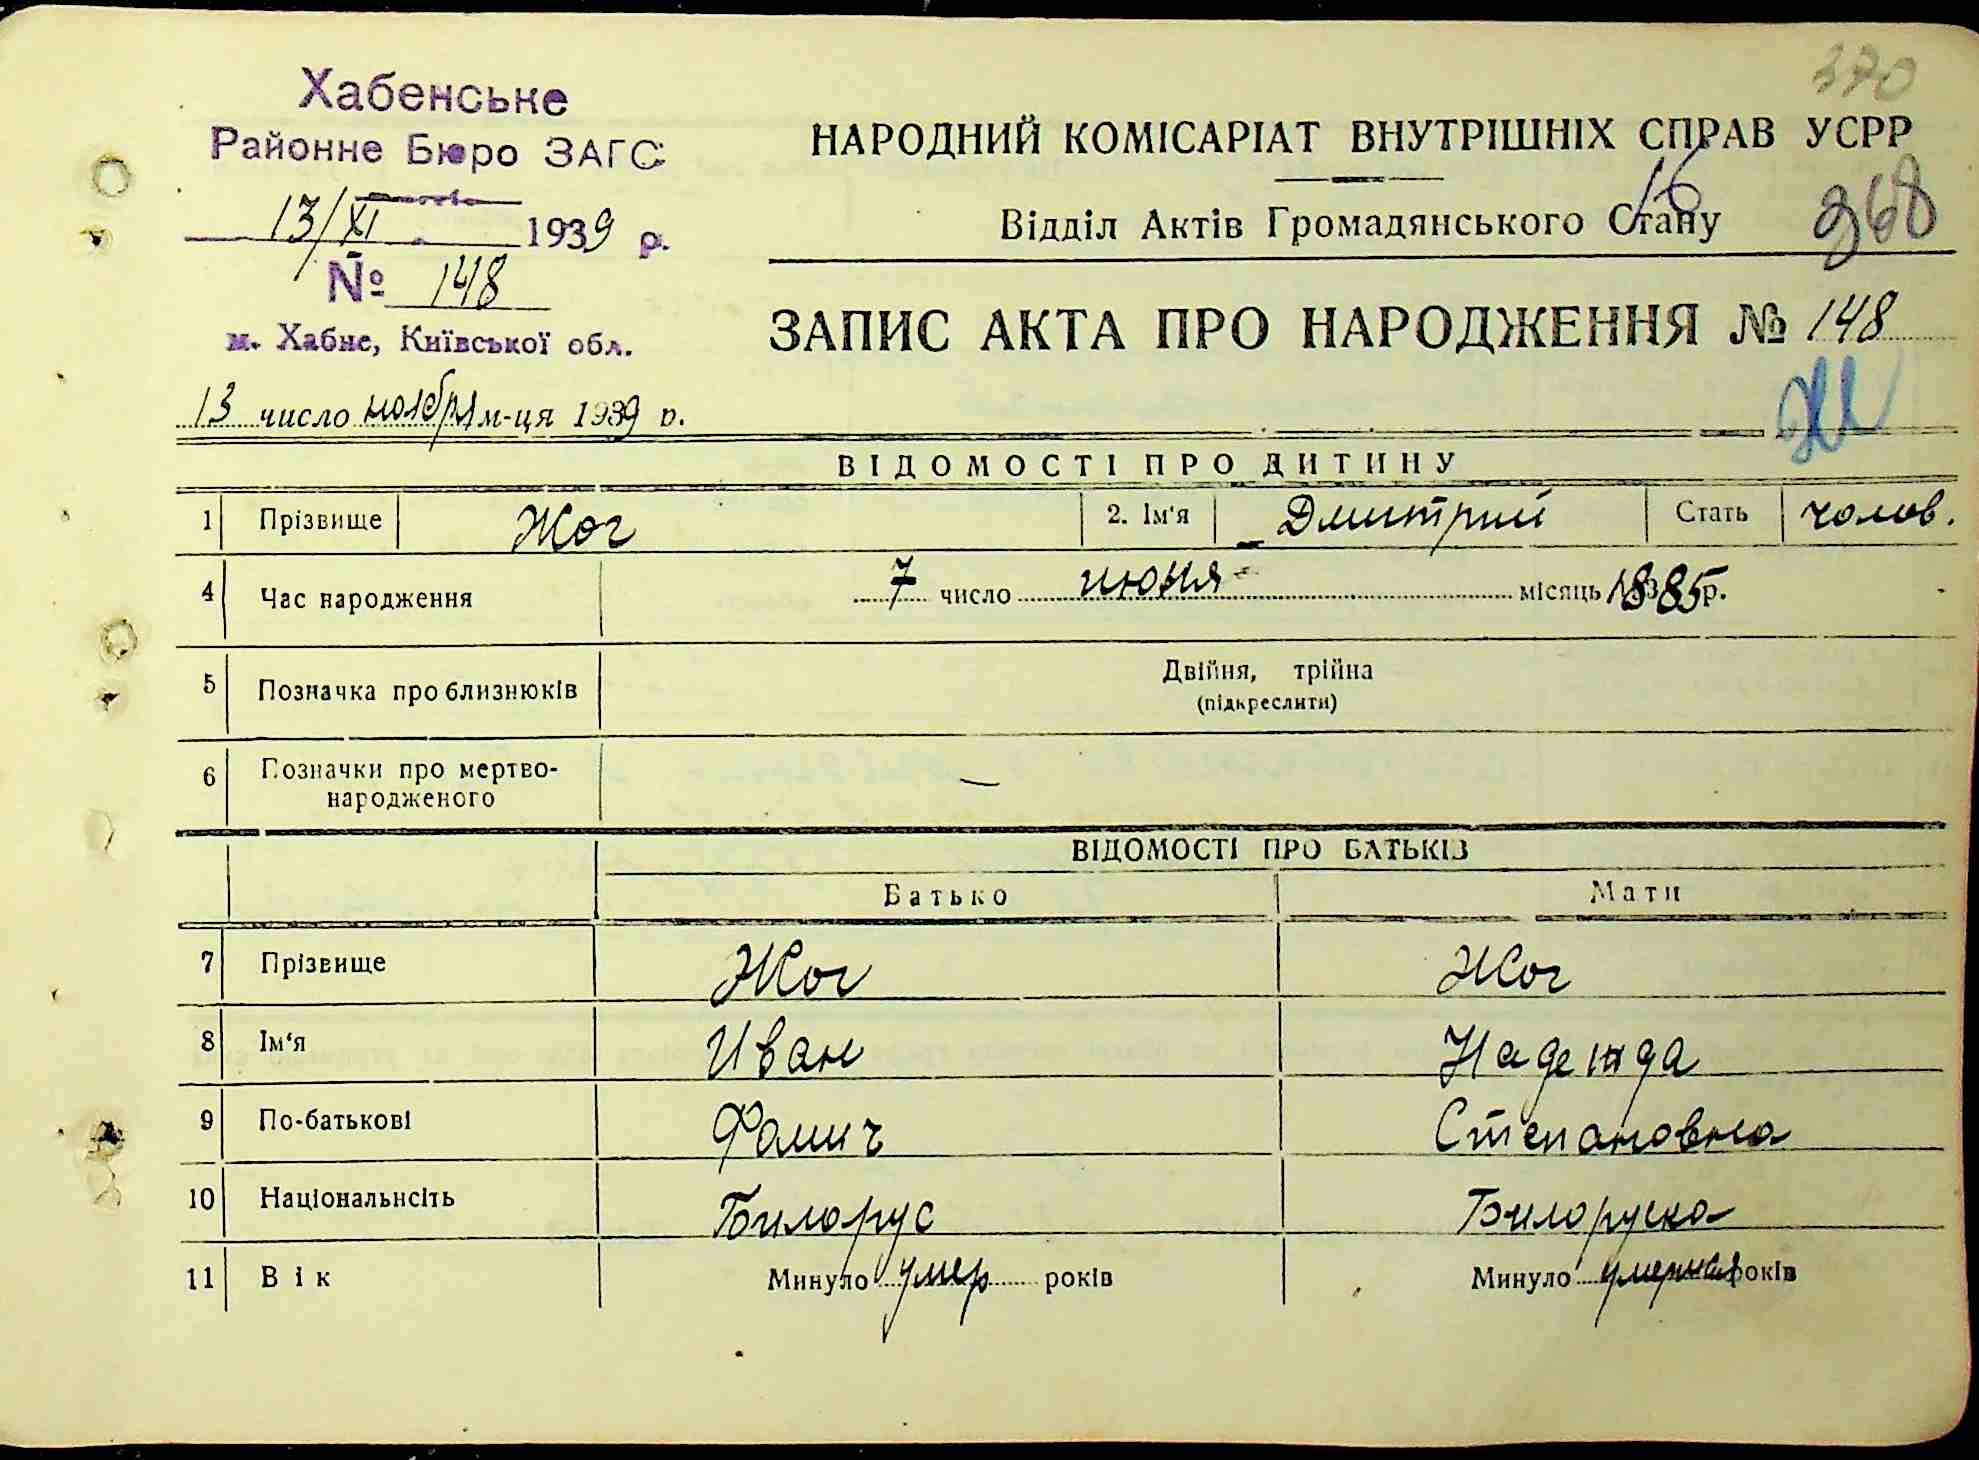 370
Хабенське
Районне Бюро ЗАГС
13/XI 1939 р.
№ 148
м. Хабне, Київської обл.
НАРОДНИЙ КОМІСАРІАТ ВНУТРІШНІХ СПРАВ УСРР
16
Відділ Актів Громадянського Стану
368
ЗАПИС АКТА ПРО НАРОДЖЕННЯ № 148
13 число ноября м-ця 1939 р.
ВІДОМОСТІ ПРО ДИТИНУ
1 Прізвище Жог 2. Ім'я Дмитрий Стать чолов.
4 Час народження 7 число июня місяць 1885 р.
5 Позначка про близнюків Двійня, трійна
(підкреслити)
6 Позначки про мертво-
народженого —
ВІДОМОСТІ ПРО БАТЬКІВ
Батько Мати
7 Прізвище Жог Жог
8 Ім'я Иван Надежда
9 По-батькові Фомич Степановна
10 Національнсіть Билорус Билоруска
11 Вік Минуло умер років Минуло умерная років